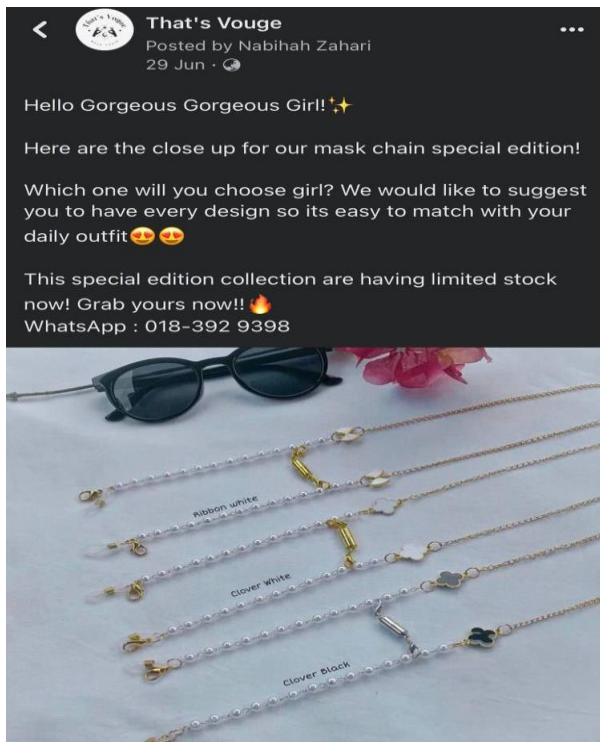 That's Vouge
That's Vouge
Posted by Nabihah Zahari
29 Jun ·
Hello Gorgeous Gorgeous Girl!✨
Here are the close up for our mask chain special edition!
Which one will you choose girl? We would like to suggest
you to have every design so its easy to match with your
daily outfit😍😍
This special edition collection are having limited stock
now! Grab yours now!!🔥
WhatsApp : 018-392 9398
Ribbon white
Clover White
Clover Black